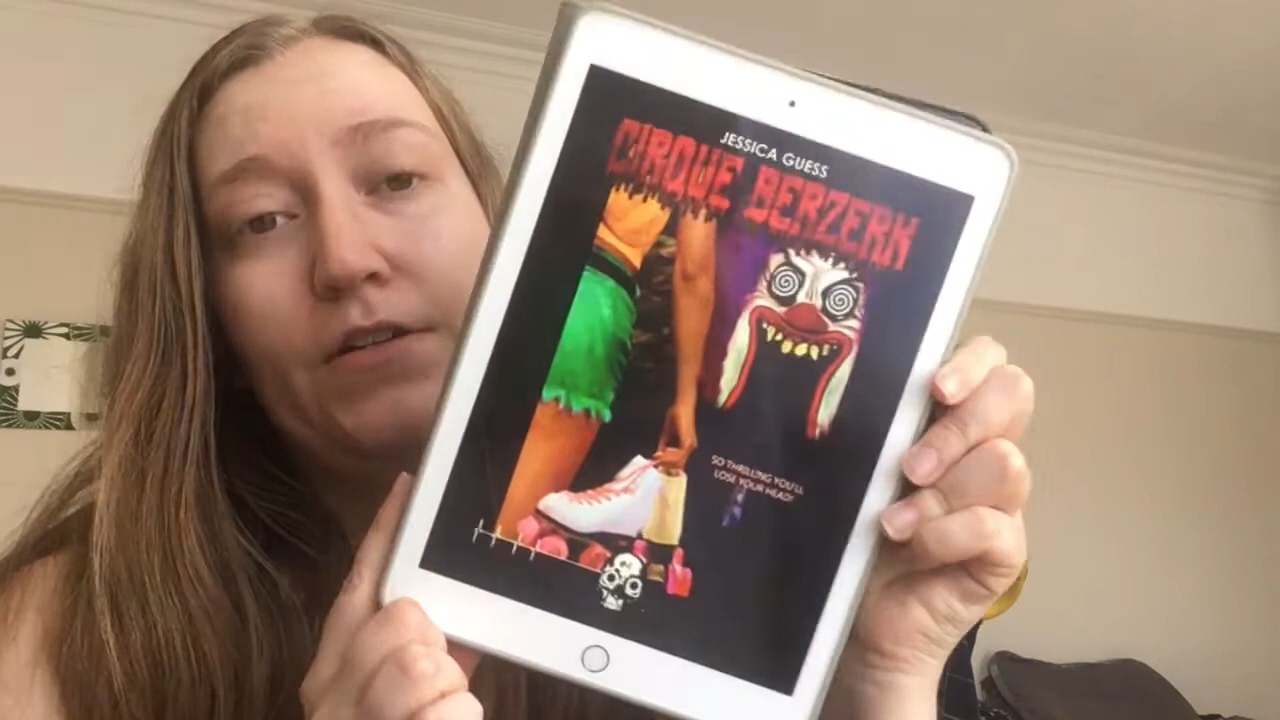 JESSICA GUESS
CIRQUE BERZERK
SO THRILLING YOU'LL
LOSE YOUR HEAD!